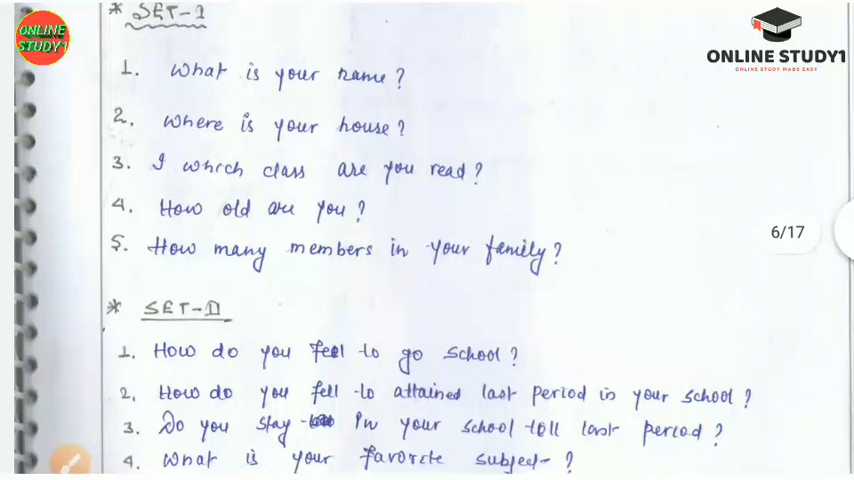 * SET-I
ONLINE
STUDY1
ONLINE STUDY1
ONLINE STUDY MADE EASY
1. What is your name?
2. Where is your house?
3. I which class are you read?
4. How old are you?
5. How many members in your family?
6/17
* SET-II
1. How do you feel to go school?
2. How do you fell to attained last period in your school?
3. Do you stay in your school till last period?
4. What is your favorite subject?